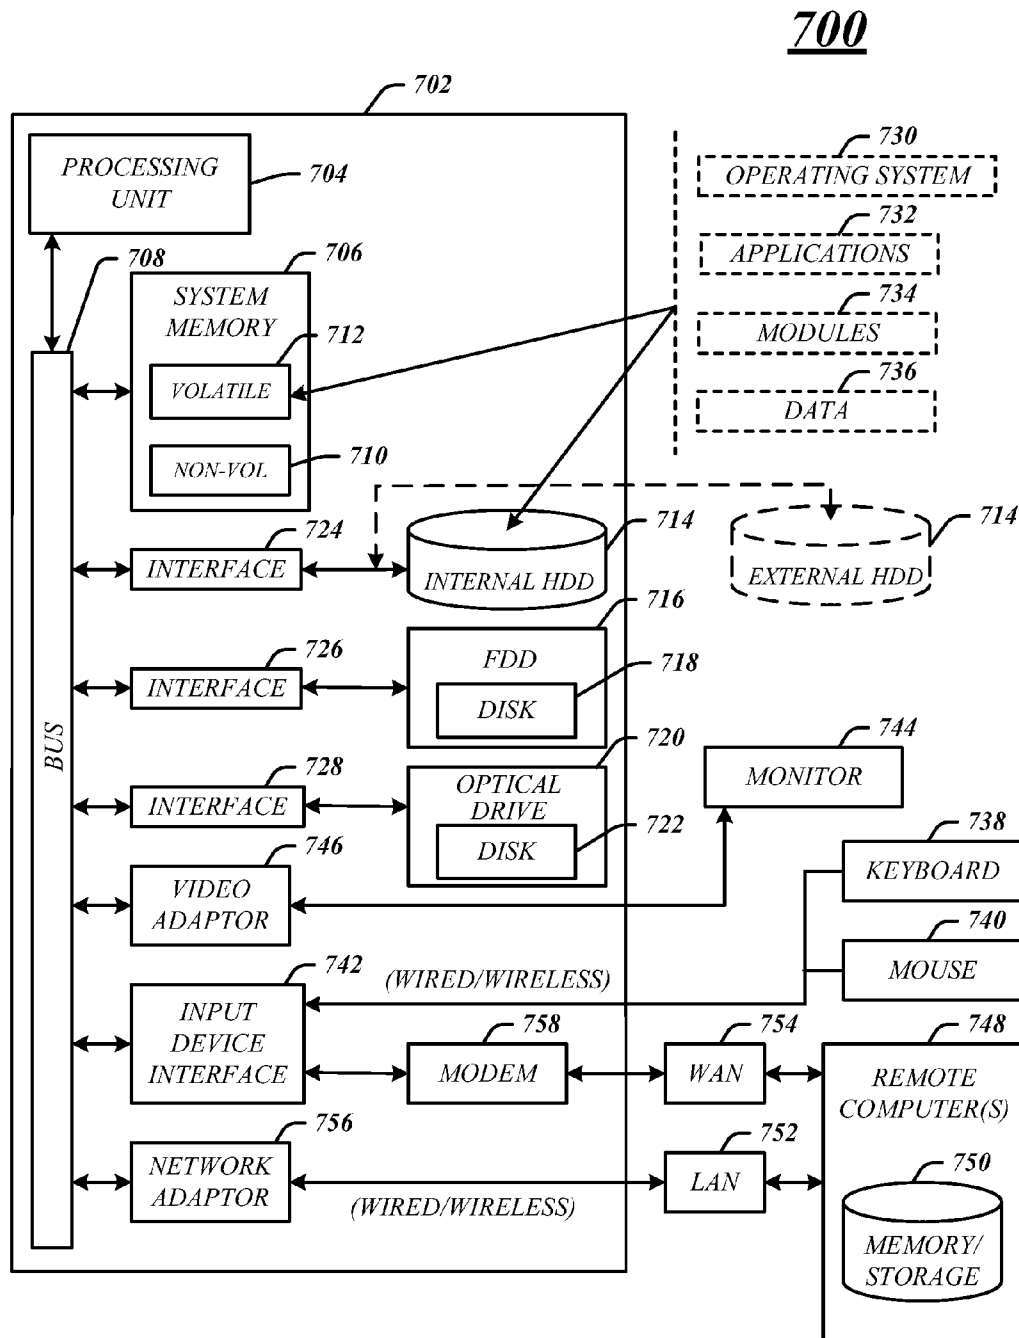 700
702
PROCESSING
UNIT
704
708
706
SYSTEM
MEMORY
712
VOLATILE
710
NON-VOL
730
OPERATING SYSTEM
732
APPLICATIONS
734
MODULES
736
DATA
724
INTERFACE
714
INTERNAL HDD
714
EXTERNAL HDD
716
FDD
718
DISK
726
INTERFACE
BUS
720
OPTICAL
DRIVE
722
DISK
728
INTERFACE
744
MONITOR
746
VIDEO
ADAPTOR
738
KEYBOARD
740
MOUSE
742
INPUT
DEVICE
INTERFACE
(WIRED/WIRELESS)
758
MODEM
754
WAN
748
REMOTE
COMPUTER(S)
756
NETWORK
ADAPTOR
(WIRED/WIRELESS)
752
LAN
750
MEMORY/
STORAGE